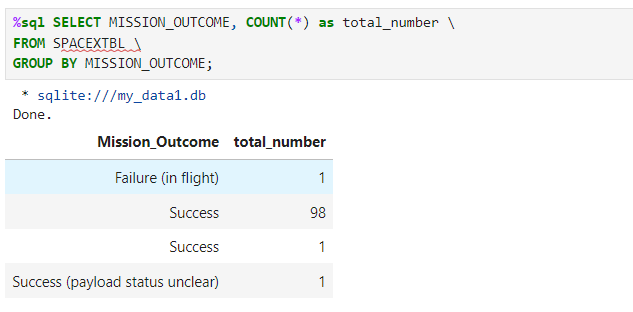 %sql SELECT MISSION_OUTCOME, COUNT(*) as total_number \
FROM SPACEXTBL \
GROUP BY MISSION_OUTCOME;
* sqlite:///my_data1.db
Done.
Mission_Outcome total_number
Failure (in flight) 1
Success 98
Success 1
Success (payload status unclear) 1